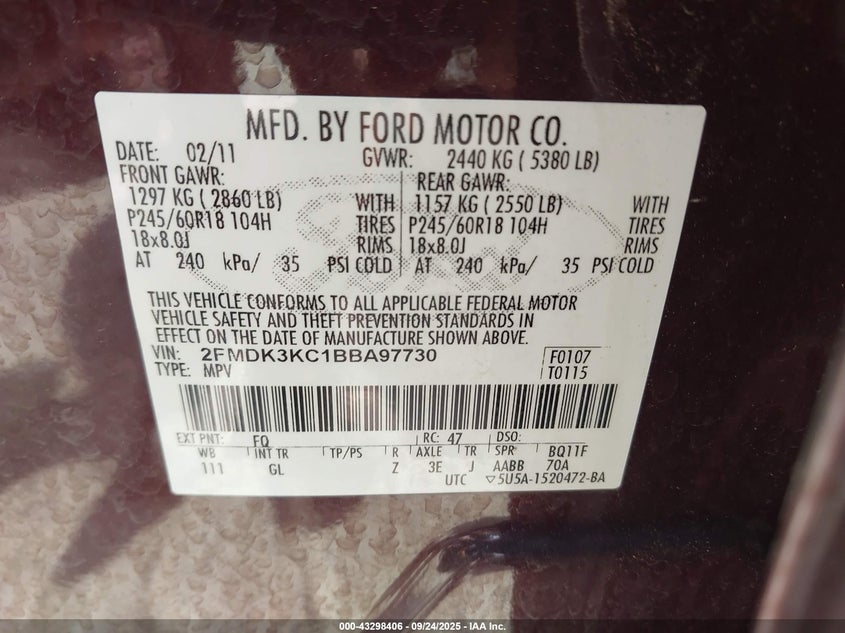 MFD. BY FORD MOTOR CO.
DATE: 02/11 GVWR: 2440 KG ( 5380 LB)
FRONT GAWR: REAR GAWR:
1297 KG ( 2860 LB) WITH 1157 KG ( 2550 LB) WITH
P245/60R18 104H TIRES P245/60R18 104H TIRES
18x8.0J RIMS 18x8.0J RIMS
AT 240 kPa/ 35 PSI COLD AT 240 kPa/ 35 PSI COLD
THIS VEHICLE CONFORMS TO ALL APPLICABLE FEDERAL MOTOR
VEHICLE SAFETY AND THEFT PREVENTION STANDARDS IN
EFFECT ON THE DATE OF MANUFACTURE SHOWN ABOVE.
VIN: 2FMDK3KC1BBA97730 F0107
TYPE: MPV T0115
EXT PNT: FQ RC: 47 DSO:
WB INT TR TP/PS R AXLE TR SPR BQ11F
111 GL Z 3E J AABB 70A
UTC ▽5U5A-1520472-BA
000-43298406 - 09/24/2025 - IAA Inc.